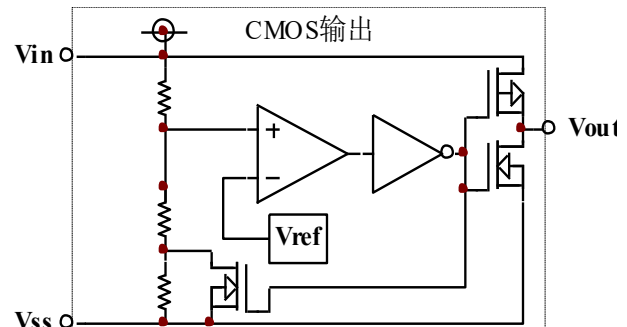 CMOS输出
Vin
+
Vout
−
Vref
Vss